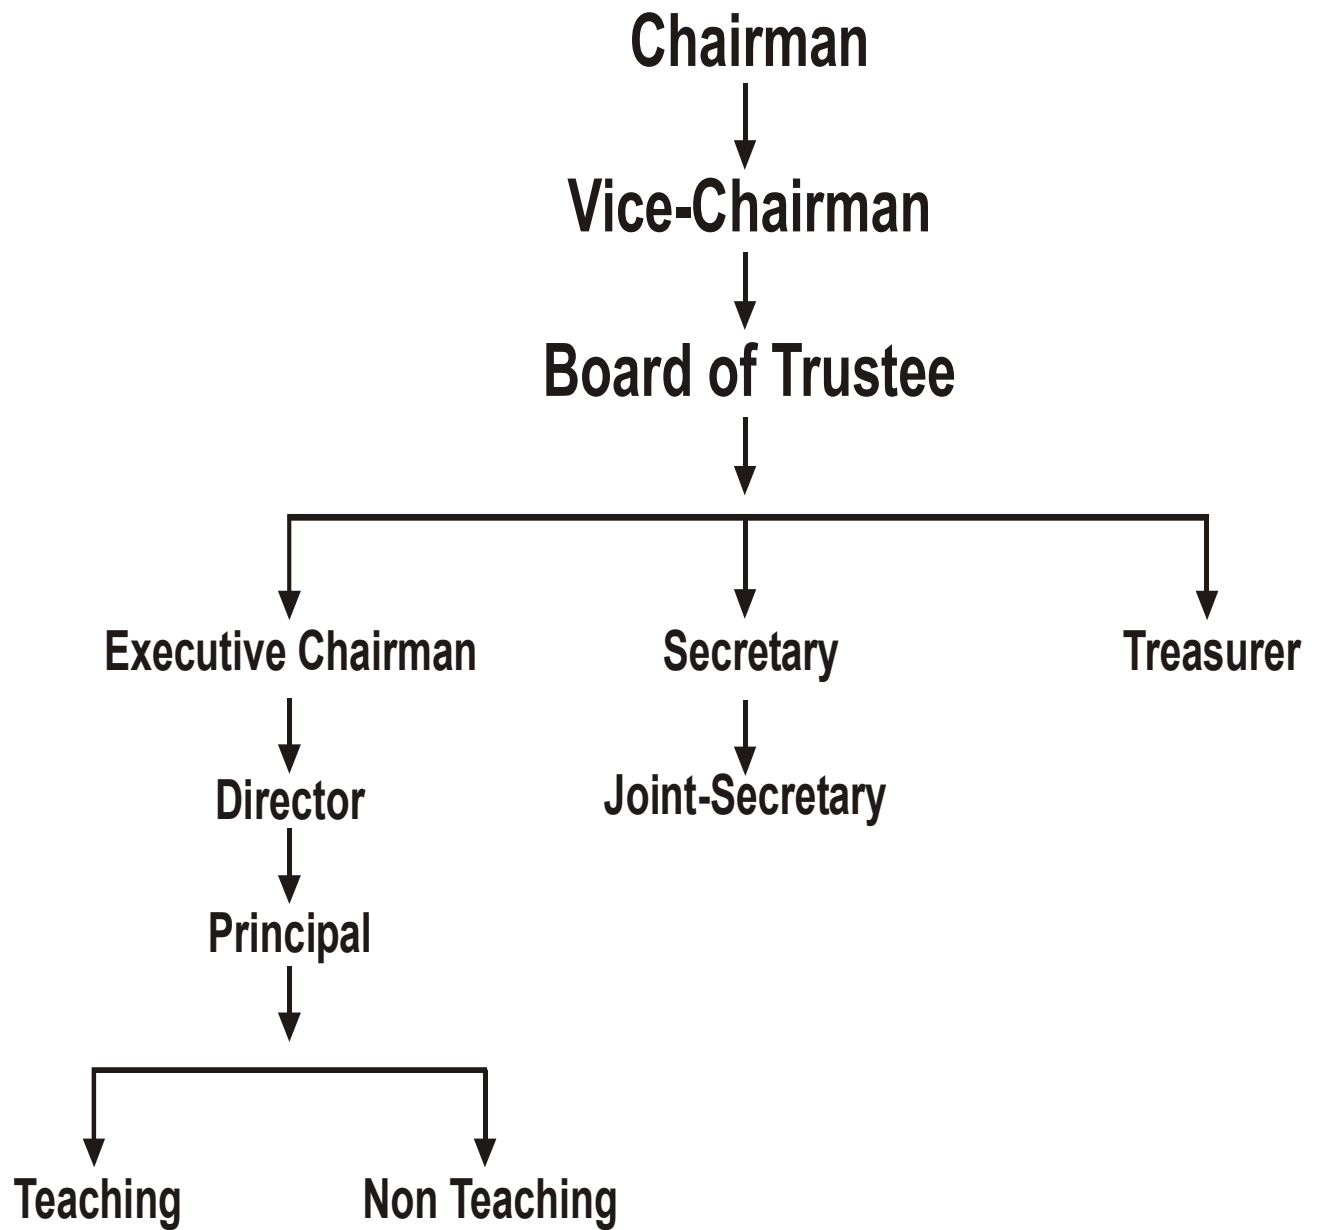 Chairman
Vice-Chairman
Board of Trustee
Executive Chairman
Secretary
Treasurer
Director
Joint-Secretary
Principal
Teaching
Non Teaching